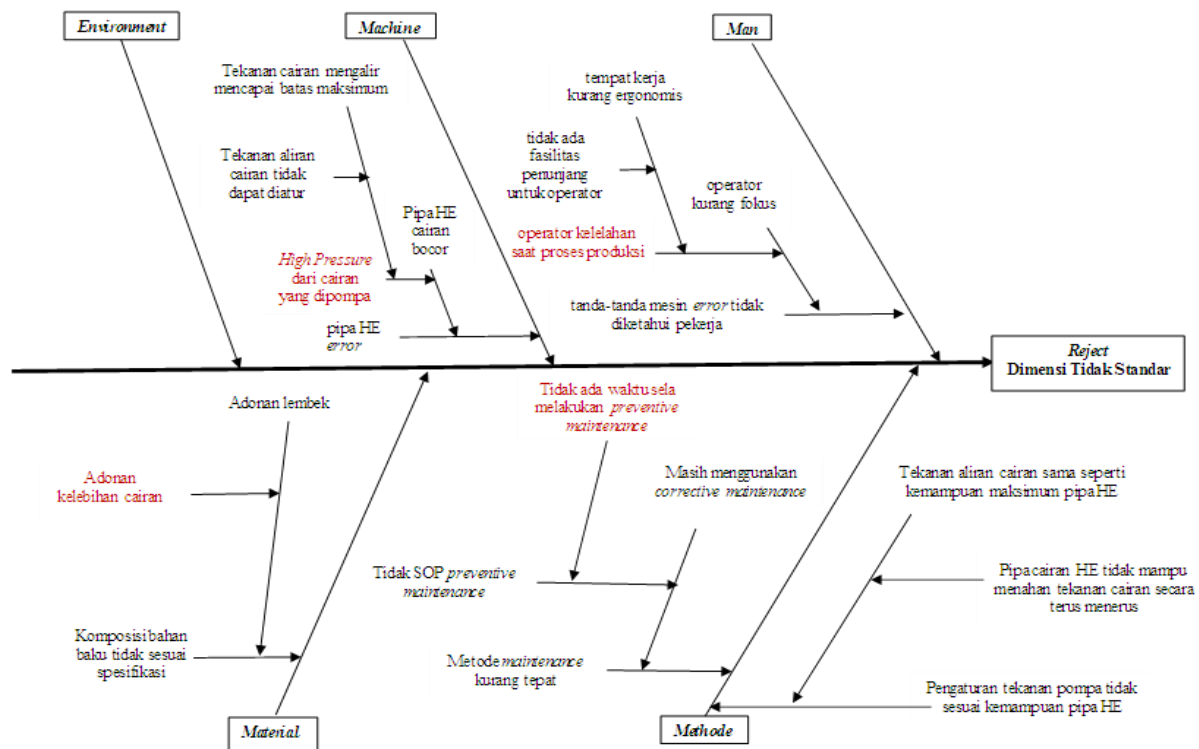 Environment
Machine
Man
Tekanan cairan mengalir
mencapai batas maksimum
tempat kerja
kurang ergonomis
Tekanan aliran
cairan tidak
dapat diatur
tidak ada
fasilitas
penunjang
untuk operator
operator
kurang fokus
Pipa HE
cairan
bocor
operator kelelahan
saat proses produksi
High Pressure
dari cairan
yang dipompa
pipa HE
error
tanda-tanda mesin error tidak
diketahui pekerja
Reject
Dimensi Tidak Standar
Adonan lembek
Tidak ada waktu sela
melakukan preventive
maintenance
Adonan
kelebihan cairan
Masih menggunakan
corrective maintenance
Tekanan aliran cairan sama seperti
kemampuan maksimum pipa HE
Tidak SOP preventive
maintenance
Pipa cairan HE tidak mampu
menahan tekanan cairan secara
terus menerus
Komposisi bahan
baku tidak sesuai
spesifikasi
Metode maintenance
kurang tepat
Pengaturan tekanan pompa tidak
sesuai kemampuan pipa HE
Material
Methode